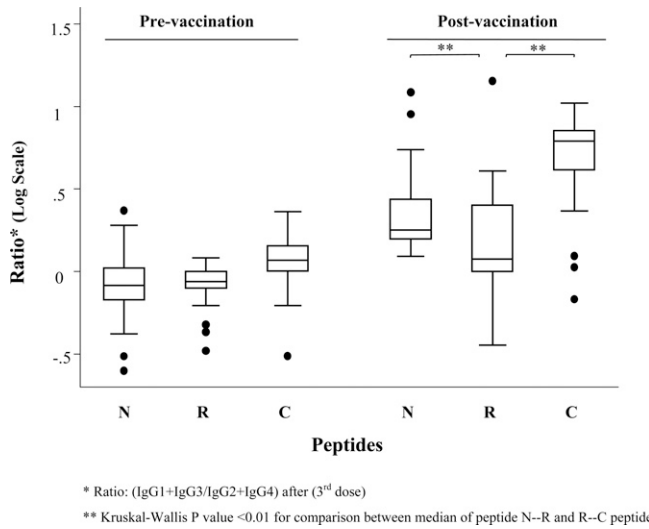 Pre-vaccination Post-vaccination
1.5
** **
1
.5
0
-.5
Ratio* (Log Scale)
N R C N R C
Peptides
* Ratio: (IgG1+IgG3/IgG2+IgG4) after (3rd dose)
** Kruskal-Wallis P value <0.01 for comparison between median of peptide N--R and R--C peptide